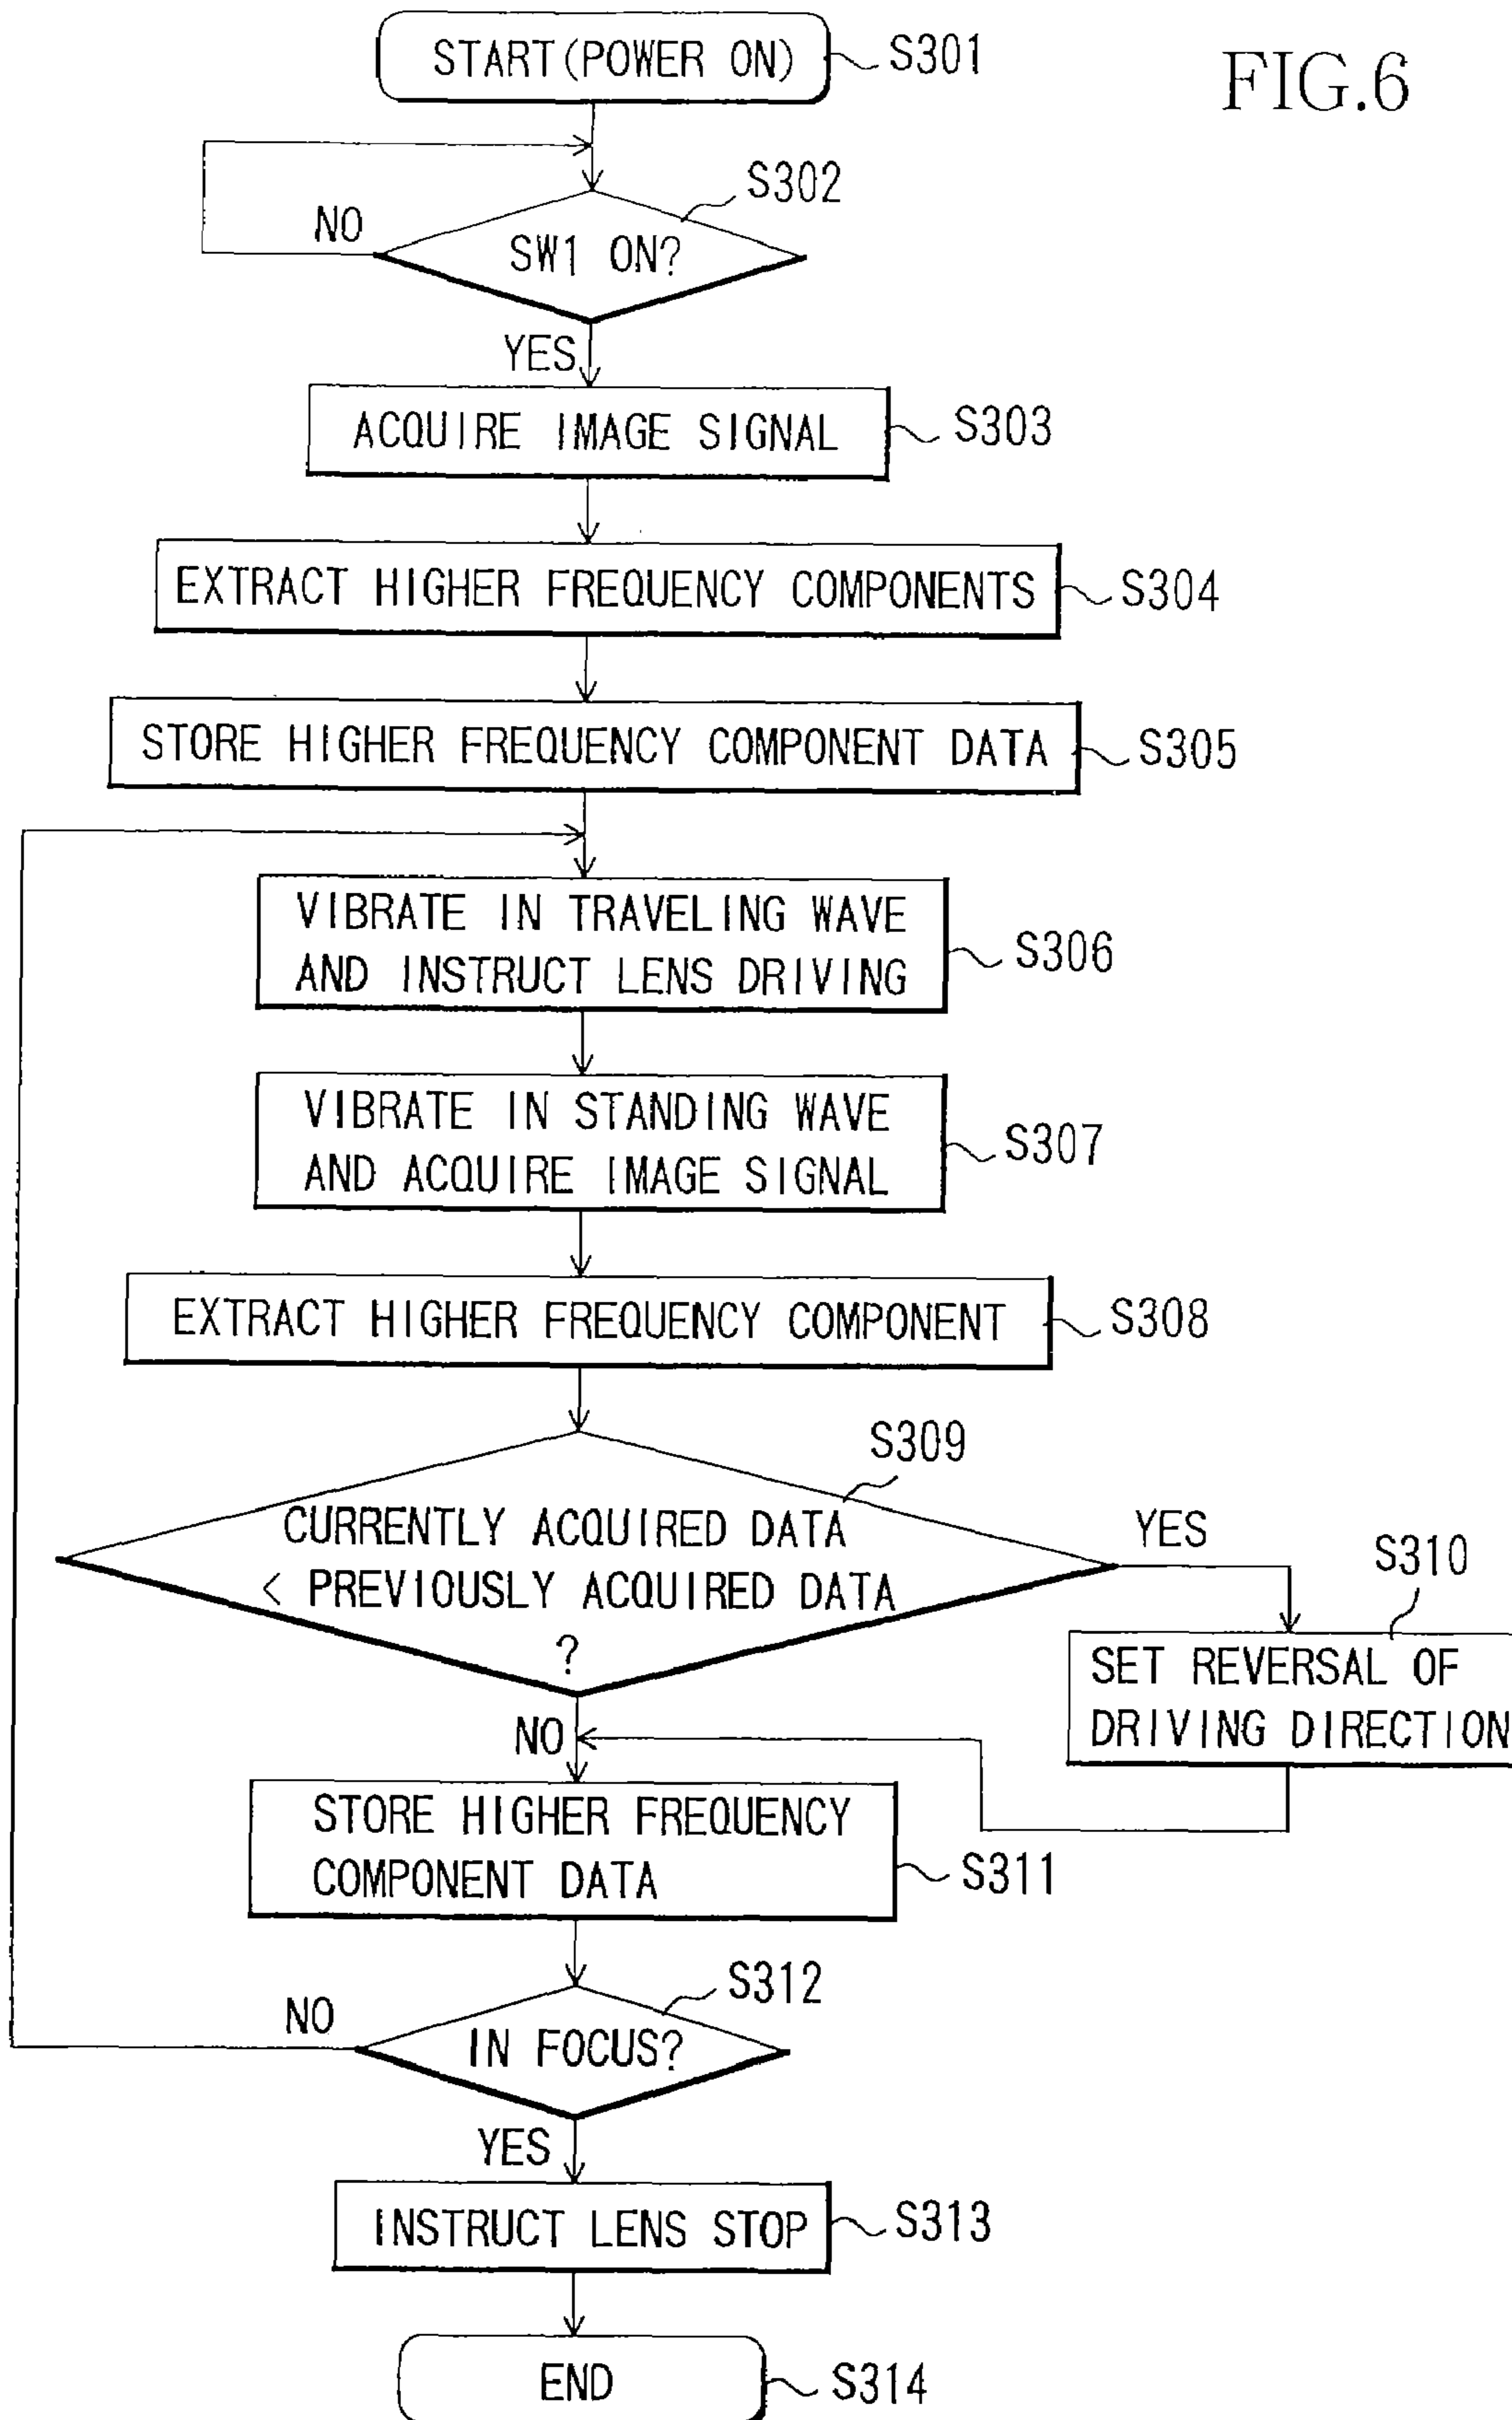 FIG.6
START(POWER ON)
S301
S302
SW1 ON?
NO
YES
ACQUIRE IMAGE SIGNAL
S303
EXTRACT HIGHER FREQUENCY COMPONENTS
S304
STORE HIGHER FREQUENCY COMPONENT DATA
S305
VIBRATE IN TRAVELING WAVE
AND INSTRUCT LENS DRIVING
S306
VIBRATE IN STANDING WAVE
AND ACQUIRE IMAGE SIGNAL
S307
EXTRACT HIGHER FREQUENCY COMPONENT
S308
S309
CURRENTLY ACQUIRED DATA
< PREVIOUSLY ACQUIRED DATA
?
YES
S310
SET REVERSAL OF
DRIVING DIRECTION
NO
STORE HIGHER FREQUENCY
COMPONENT DATA
S311
S312
IN FOCUS?
NO
YES
INSTRUCT LENS STOP
S313
END
S314